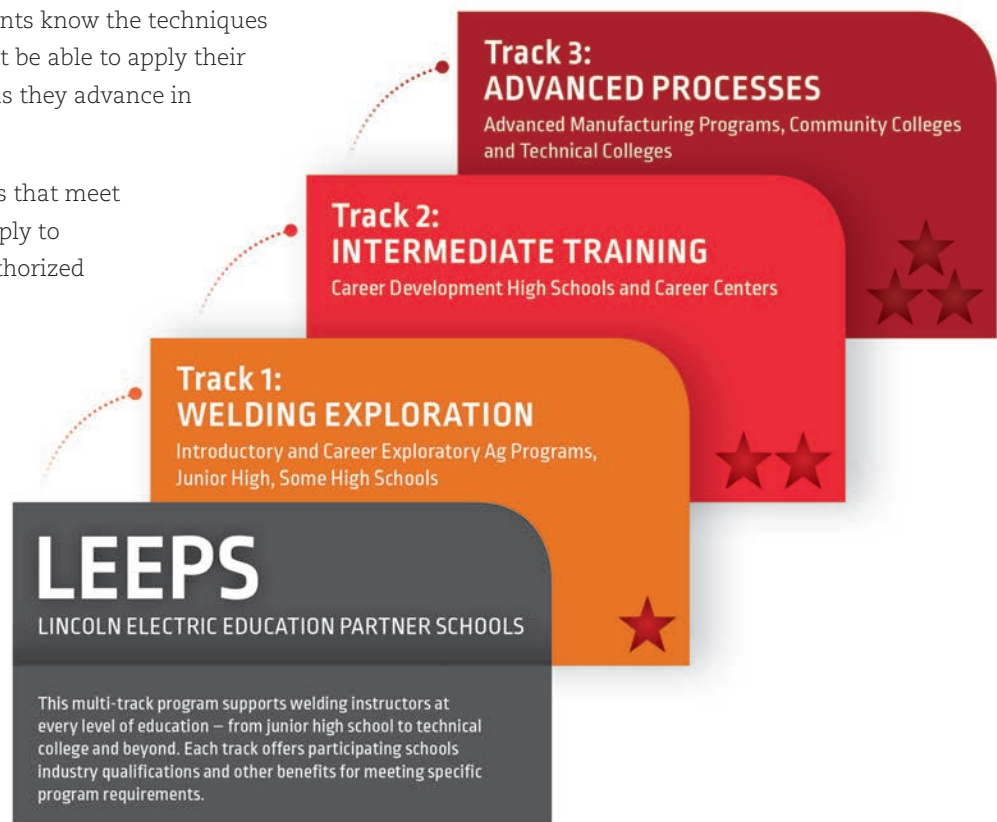 nts know the techniques
t be able to apply their
s they advance in
s that meet
ply to
thorized
Track 3:
ADVANCED PROCESSES
Advanced Manufacturing Programs, Community Colleges
and Technical Colleges
Track 2:
INTERMEDIATE TRAINING
Career Development High Schools and Career Centers
Track 1:
WELDING EXPLORATION
Introductory and Career Exploratory Ag Programs,
Junior High, Some High Schools
LEEPS
LINCOLN ELECTRIC EDUCATION PARTNER SCHOOLS
This multi-track program supports welding instructors at
every level of education – from junior high school to technical
college and beyond. Each track offers participating schools
industry qualifications and other benefits for meeting specific
program requirements.